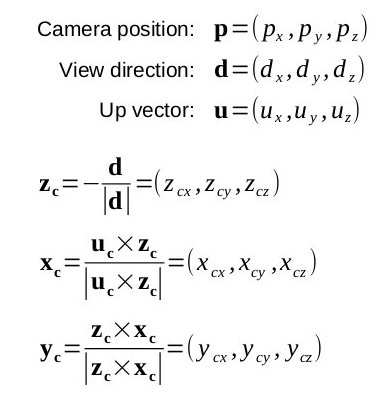 Camera position: p=(p_x, p_y, p_z)
View direction: d=(d_x, d_y, d_z)
Up vector: u=(u_x, u_y, u_z)
z_c=−d/|d|=(z_cx, z_cy, z_cz)
x_c=(u_c×z_c)/|u_c×z_c|=(x_cx, x_cy, x_cz)
y_c=(z_c×x_c)/|z_c×x_c|=(y_cx, y_cy, y_cz)